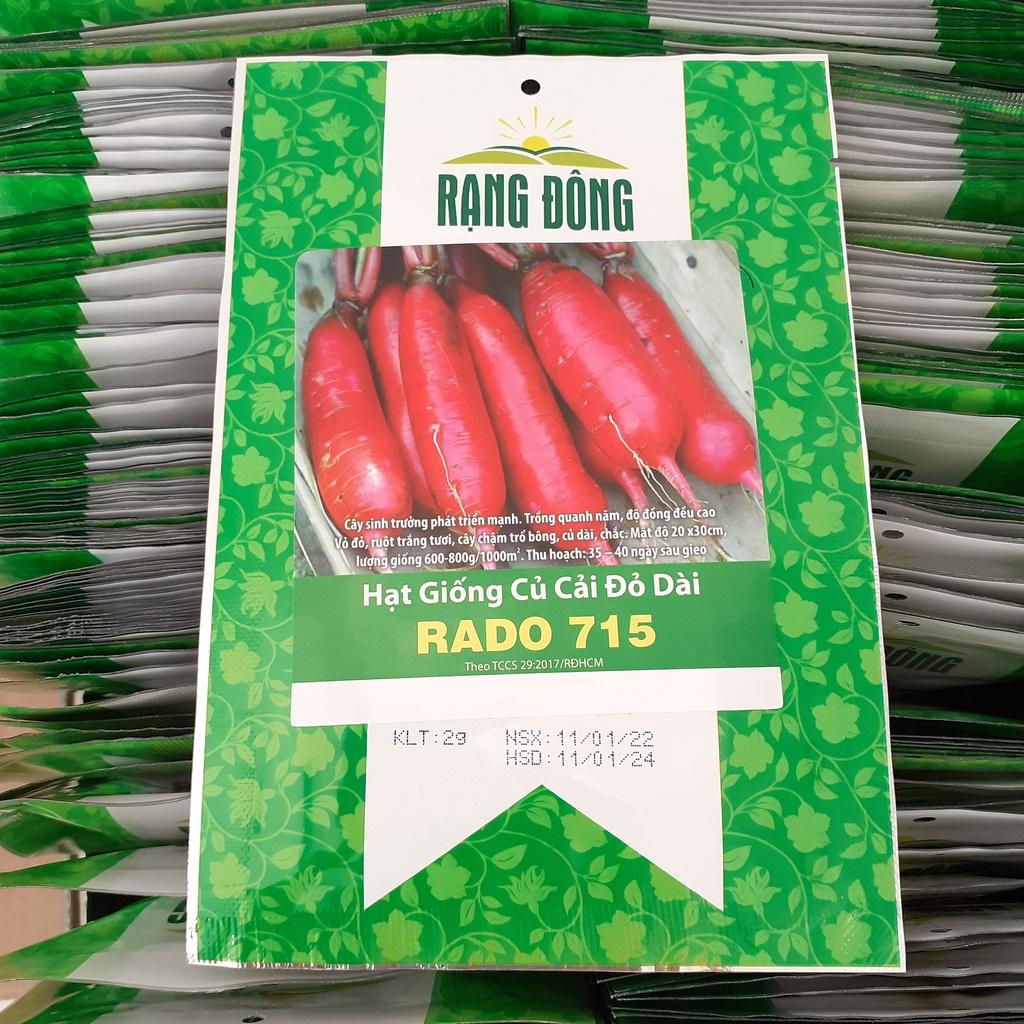 RẠNG ĐÔNG
Cây sinh trưởng phát triển mạnh. Trồng quanh năm, độ đồng đều cao
Vỏ đỏ, ruột trắng tươi, cây chậm trổ bông, củ dài, chắc. Mật độ 20 x30cm,
lượng giống 600-800g/1000m². Thu hoạch: 35 – 40 ngày sau gieo
Hạt Giống Củ Cải Đỏ Dài
RADO 715
Theo TCCS 29:2017/RĐHCM
KLT:2g NSX:11/01/22
HSD:11/01/24